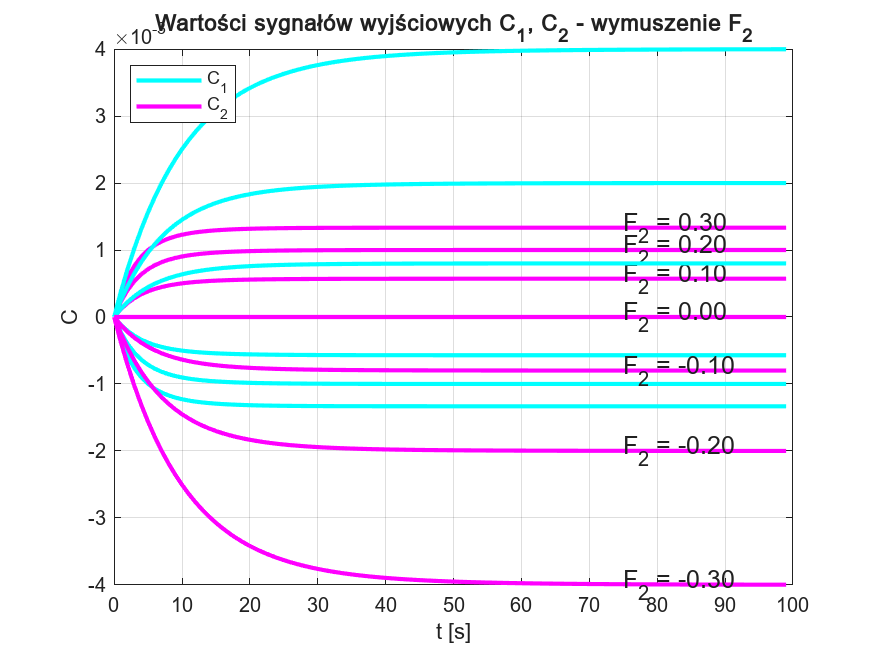 Wartości sygnałów wyjściowych C1, C2 - wymuszenie F2
×10-3
C1
C2
4
3
2
1
0
-1
-2
-3
-4
C
F2 = 0.30
F2 = 0.20
F2 = 0.10
F2 = 0.00
F2 = -0.10
F2 = -0.20
F2 = -0.30
0 10 20 30 40 50 60 70 80 90 100
t [s]